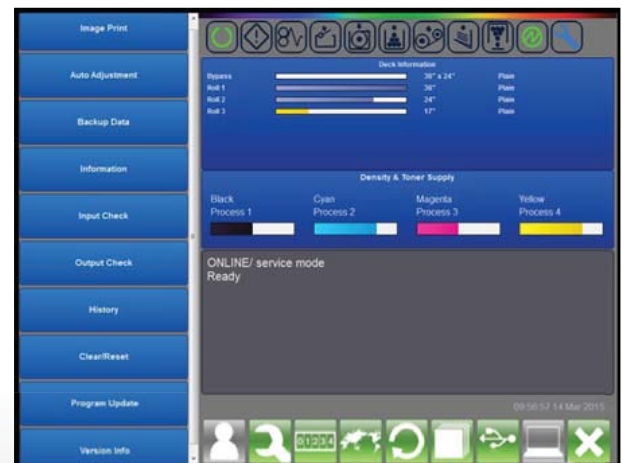 Image Print
Auto Adjustment
Backup Data
Information
Input Check
Output Check
History
Clear/Reset
Program Update
Version Info
Deck Information
Bypass 36" x 24" Plain
Roll 1 36" Plain
Roll 2 24" Plain
Roll 3 17" Plain
Density & Toner Supply
Black Cyan Magenta Yellow
Process 1 Process 2 Process 3 Process 4
ONLINE/ service mode
Ready
09:56:57 14 Mar 2015
01234